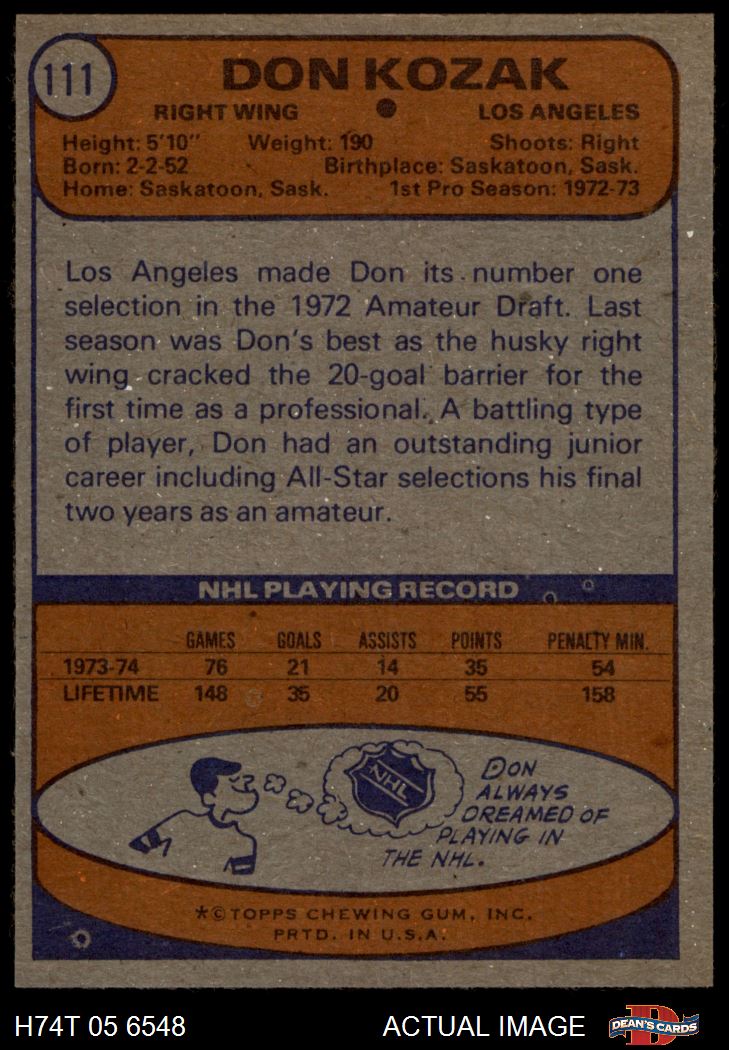 111
DON KOZAK
RIGHT WING ● LOS ANGELES
Height: 5'10" Weight: 190 Shoots: Right
Born: 2-2-52 Birthplace: Saskatoon, Sask.
Home: Saskatoon, Sask. 1st Pro Season: 1972-73
Los Angeles made Don its number one
selection in the 1972 Amateur Draft. Last
season was Don's best as the husky right
wing cracked the 20-goal barrier for the
first time as a professional. A battling type
of player, Don had an outstanding junior
career including All-Star selections his final
two years as an amateur.
NHL PLAYING RECORD
GAMES GOALS ASSISTS POINTS PENALTY MIN.
1973-74 76 21 14 35 54
LIFETIME 148 35 20 55 158
NHL
DON
ALWAYS
DREAMED OF
PLAYING IN
THE NHL.
*© TOPPS CHEWING GUM, INC.
PRTD. IN U.S.A.
H74T 05 6548 ACTUAL IMAGE
DEAN'S CARDS